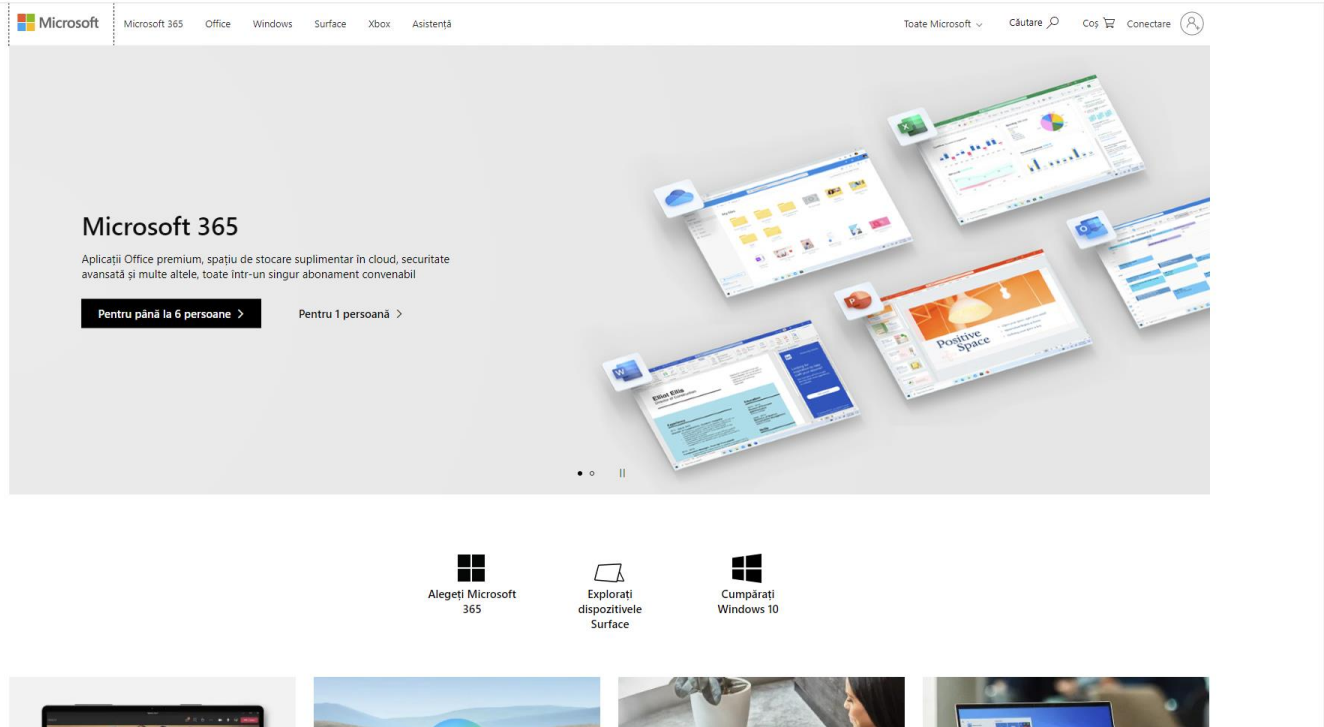 Microsoft
Microsoft 365
Office
Windows
Surface
Xbox
Asistență
Toate Microsoft
Căutare
Coș
Conectare
Microsoft 365
Aplicații Office premium, spațiu de stocare suplimentar în cloud, securitate
avansată și multe altele, toate într-un singur abonament convenabil
Pentru până la 6 persoane
Pentru 1 persoană
Positive
Space
Elliot Ellis
Alegeți Microsoft
365
Explorați
dispozitivele
Surface
Cumpărați
Windows 10